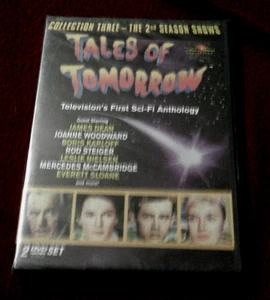 COLLECTION THREE - THE 2nd SEASON SHOWS
TALES OF
TOMORROW
Television's First Sci-Fi Anthology
Guest Starring
JAMES DEAN
JOANNE WOODWARD
BORIS KARLOFF
ROD STEIGER
LESLIE NIELSEN
MERCEDES McCAMBRIDGE
EVERETT SLOANE
and more!
2 DVD SET